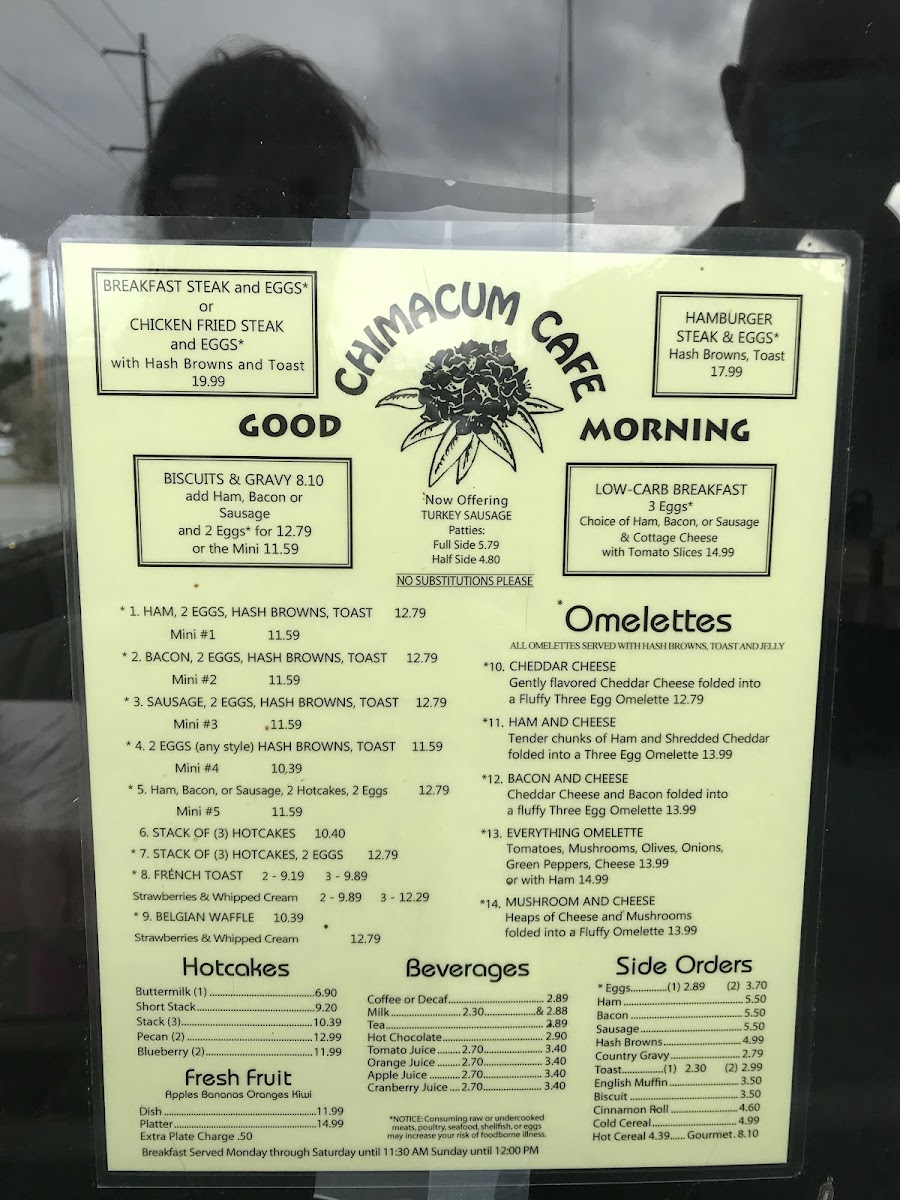 BREAKFAST STEAK and EGGS*
or
CHICKEN FRIED STEAK
and EGGS*
with Hash Browns and Toast
19.99
CHIMACUM CAFE
HAMBURGER
STEAK & EGGS*
Hash Browns, Toast
17.99
GOOD MORNING
BISCUITS & GRAVY 8.10
add Ham, Bacon or
Sausage
and 2 Eggs* for 12.79
or the Mini 11.59
Now Offering
TURKEY SAUSAGE
Patties:
Full Side 5.79
Half Side 4.80
LOW-CARB BREAKFAST
3 Eggs*
Choice of Ham, Bacon, or Sausage
& Cottage Cheese
with Tomato Slices 14.99
NO SUBSTITUTIONS PLEASE
* 1. HAM, 2 EGGS, HASH BROWNS, TOAST 12.79
Mini #1 11.59
* 2. BACON, 2 EGGS, HASH BROWNS, TOAST 12.79
Mini #2 11.59
* 3. SAUSAGE, 2 EGGS, HASH BROWNS, TOAST 12.79
Mini #3 11.59
* 4. 2 EGGS (any style) HASH BROWNS, TOAST 11.59
Mini #4 10.39
* 5. Ham, Bacon, or Sausage, 2 Hotcakes, 2 Eggs 12.79
Mini #5 11.59
6. STACK OF (3) HOTCAKES 10.40
* 7. STACK OF (3) HOTCAKES, 2 EGGS 12.79
* 8. FRENCH TOAST 2 - 9.19 3 - 9.89
Strawberries & Whipped Cream 2 - 9.89 3 - 12.29
* 9. BELGIAN WAFFLE 10.39
Strawberries & Whipped Cream 12.79
*Omelettes
ALL OMELETTES SERVED WITH HASH BROWNS, TOAST AND JELLY
*10. CHEDDAR CHEESE
Gently flavored Cheddar Cheese folded into
a Fluffy Three Egg Omelette 12.79
*11. HAM AND CHEESE
Tender chunks of Ham and Shredded Cheddar
folded into a Three Egg Omelette 13.99
*12. BACON AND CHEESE
Cheddar Cheese and Bacon folded into
a fluffy Three Egg Omelette 13.99
*13. EVERYTHING OMELETTE
Tomatoes, Mushrooms, Olives, Onions,
Green Peppers, Cheese 13.99
or with Ham 14.99
*14. MUSHROOM AND CHEESE
Heaps of Cheese and Mushrooms
folded into a Fluffy Omelette 13.99
Hotcakes
Buttermilk (1) 6.90
Short Stack 9.20
Stack (3) 10.39
Pecan (2) 12.99
Blueberry (2) 11.99
Fresh Fruit
Apples Bananas Oranges Kiwi
Dish 11.99
Platter 14.99
Extra Plate Charge .50
Beverages
Coffee or Decaf 2.89
Milk 2.30 & 2.88
Tea 2.89
Hot Chocolate 2.90
Tomato Juice 2.70 3.40
Orange Juice 2.70 3.40
Apple Juice 2.70 3.40
Cranberry Juice 2.70 3.40
*NOTICE: Consuming raw or undercooked
meats, poultry, seafood, shellfish, or eggs
may increase your risk of foodborne illness.
Side Orders
* Eggs (1) 2.89 (2) 3.70
Ham 5.50
Bacon 5.50
Sausage 5.50
Hash Browns 4.99
Country Gravy 2.79
Toast (1) 2.30 (2) 2.99
English Muffin 3.50
Biscuit 3.50
Cinnamon Roll 4.60
Cold Cereal 4.99
Hot Cereal 4.39 Gourmet 8.10
Breakfast Served Monday through Saturday until 11:30 AM Sunday until 12:00 PM